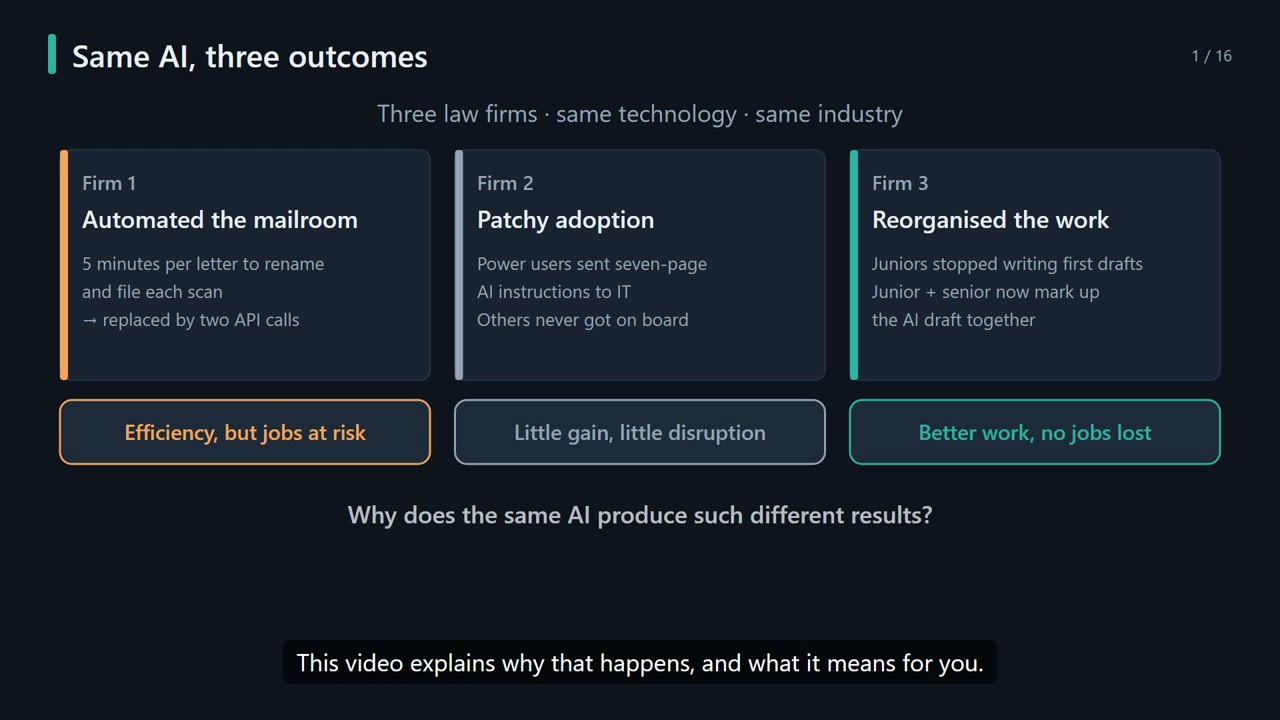 Same AI, three outcomes
1 / 16
Three law firms · same technology · same industry
Firm 1
Automated the mailroom
5 minutes per letter to rename
and file each scan
→ replaced by two API calls
Efficiency, but jobs at risk
Firm 2
Patchy adoption
Power users sent seven-page
AI instructions to IT
Others never got on board
Little gain, little disruption
Firm 3
Reorganised the work
Juniors stopped writing first drafts
Junior + senior now mark up
the AI draft together
Better work, no jobs lost
Why does the same AI produce such different results?
This video explains why that happens, and what it means for you.